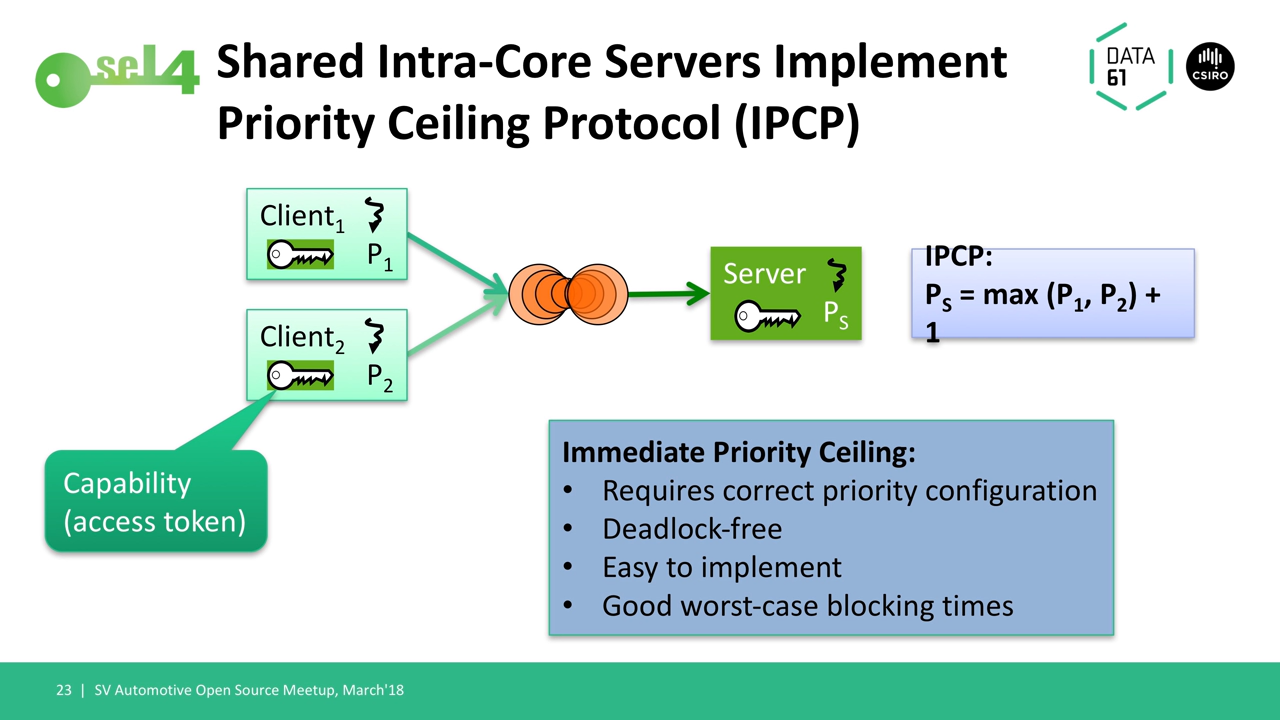 seL4
Shared Intra-Core Servers Implement
Priority Ceiling Protocol (IPCP)
DATA
61
CSIRO
Client1
P1
Client2
P2
Server
PS
IPCP:
PS = max (P1, P2) +
1
Capability
(access token)
Immediate Priority Ceiling:
• Requires correct priority configuration
• Deadlock-free
• Easy to implement
• Good worst-case blocking times
23 | SV Automotive Open Source Meetup, March'18